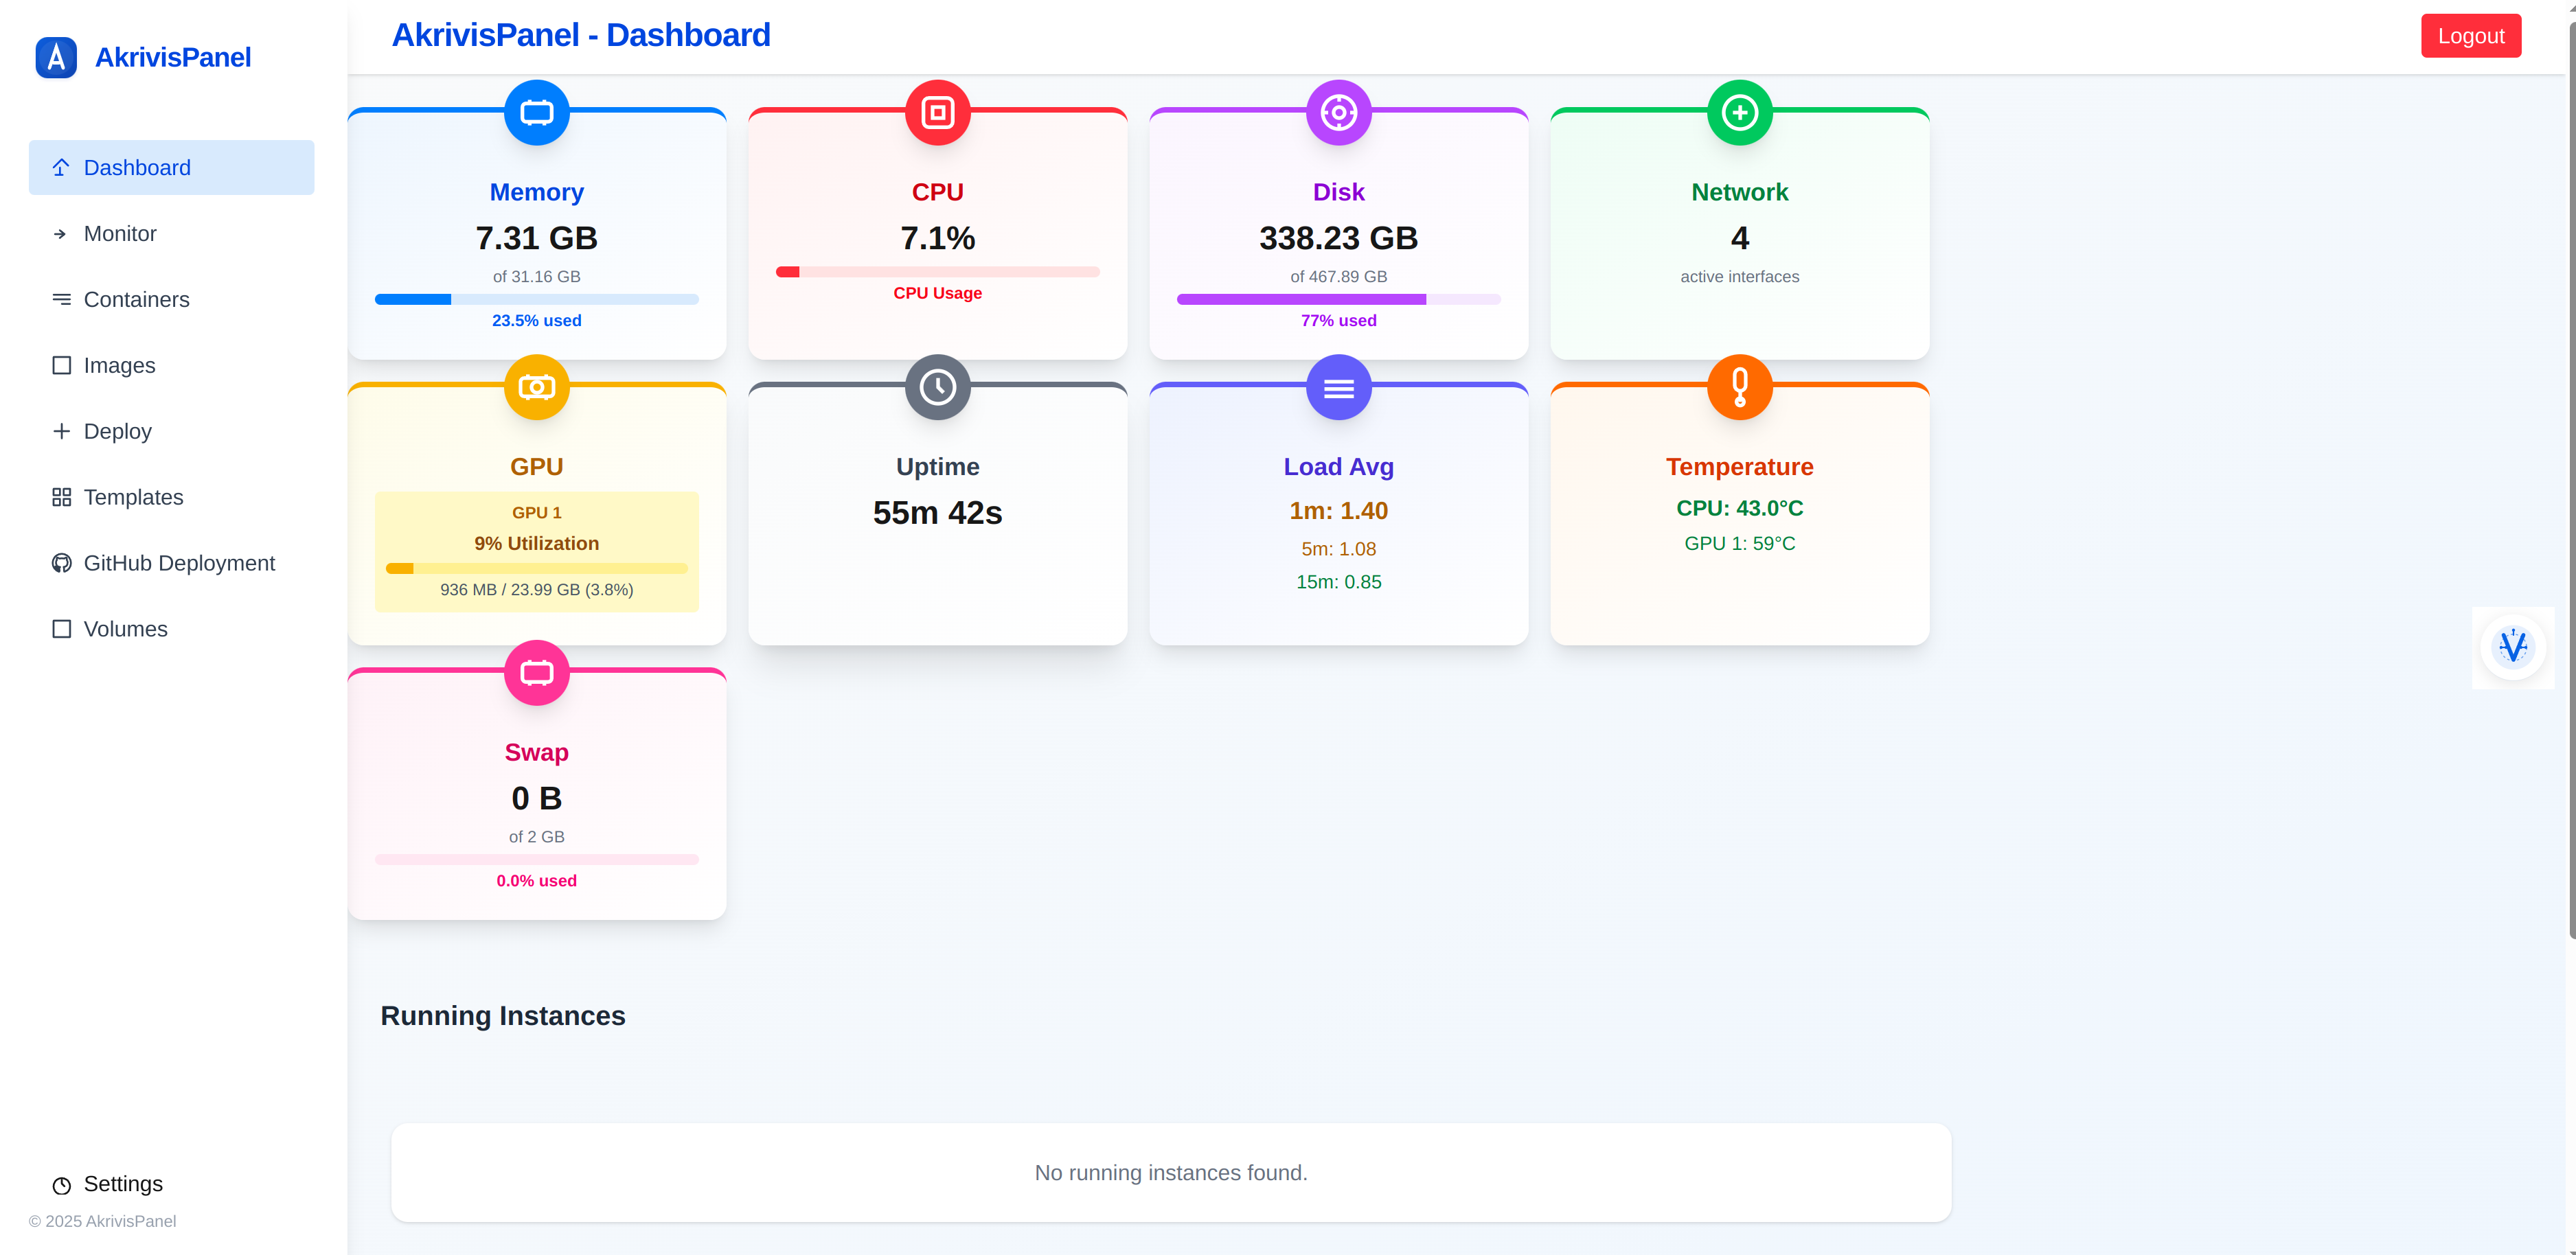 AkrivisPanel
Dashboard
Monitor
Containers
Images
Deploy
Templates
GitHub Deployment
Volumes
Settings
© 2025 AkrivisPanel
AkrivisPanel - Dashboard
Logout
Memory
7.31 GB
of 31.16 GB
23.5% used
CPU
7.1%
CPU Usage
Disk
338.23 GB
of 467.89 GB
77% used
Network
4
active interfaces
GPU
GPU 1
9% Utilization
936 MB / 23.99 GB (3.8%)
Uptime
55m 42s
Load Avg
1m: 1.40
5m: 1.08
15m: 0.85
Temperature
CPU: 43.0°C
GPU 1: 59°C
Swap
0 B
of 2 GB
0.0% used
Running Instances
No running instances found.